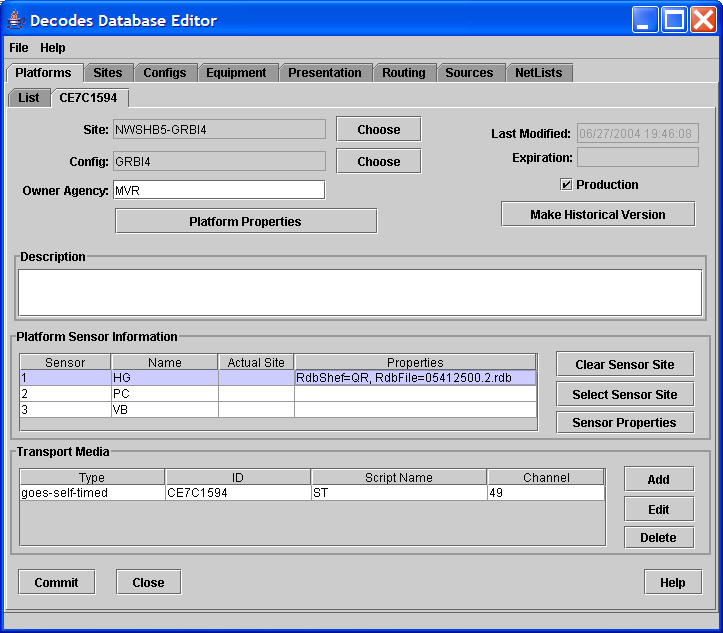 Decodes Database Editor
File Help
Platforms Sites Configs Equipment Presentation Routing Sources NetLists
List CE7C1594
Site: NWSHB5-GRBI4 Choose Last Modified: 06/27/2004 19:46:08
Config: GRBI4 Choose Expiration:
Owner Agency: MVR Production
Platform Properties Make Historical Version
Description
Platform Sensor Information
Sensor Name Actual Site Properties Clear Sensor Site
1 HG RdbShef=QR, RdbFile=05412500.2.rdb
2 PC Select Sensor Site
3 VB Sensor Properties
Transport Media
Type ID Script Name Channel Add
goes-self-timed CE7C1594 ST 49
Edit
Delete
Commit Close Help